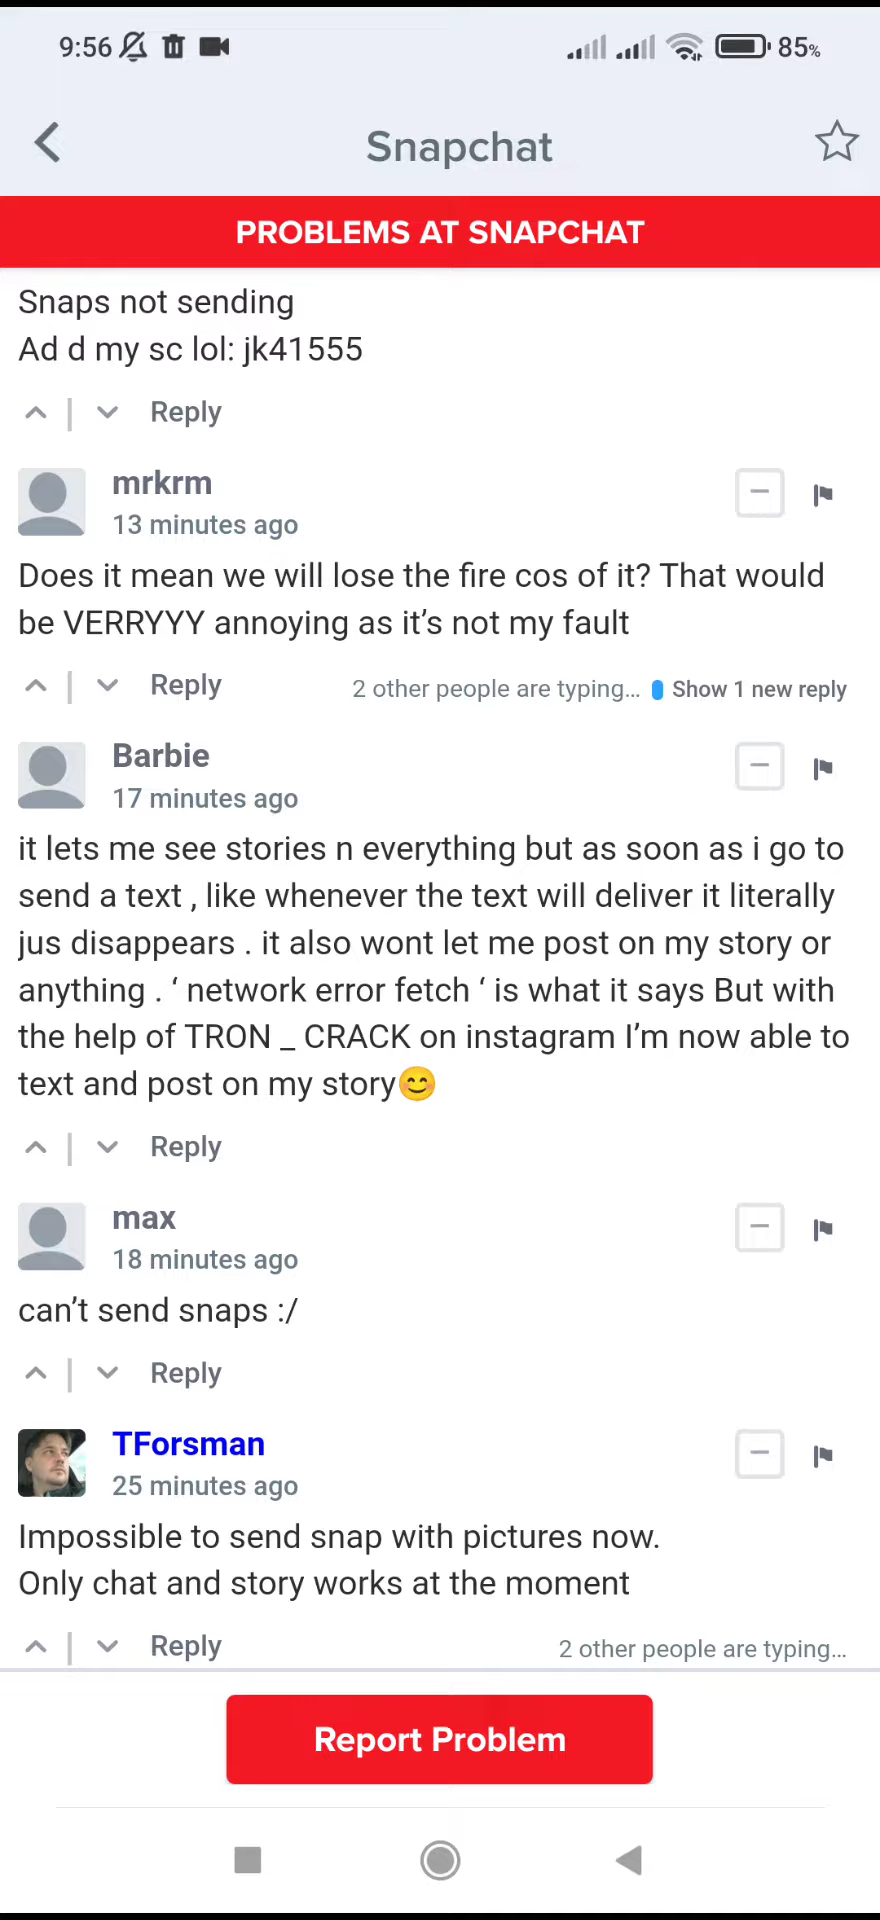 9:56 85%
Snapchat
PROBLEMS AT SNAPCHAT
Snaps not sending
Ad d my sc lol: jk41555
Reply
mrkrm
13 minutes ago
Does it mean we will lose the fire cos of it? That would
be VERRYYY annoying as it’s not my fault
Reply 2 other people are typing... Show 1 new reply
Barbie
17 minutes ago
it lets me see stories n everything but as soon as i go to
send a text , like whenever the text will deliver it literally
jus disappears . it also wont let me post on my story or
anything . ‘ network error fetch ‘ is what it says But with
the help of TRON _ CRACK on instagram I’m now able to
text and post on my story😊
Reply
max
18 minutes ago
can’t send snaps :/
Reply
TForsman
25 minutes ago
Impossible to send snap with pictures now.
Only chat and story works at the moment
Reply 2 other people are typing...
Report Problem